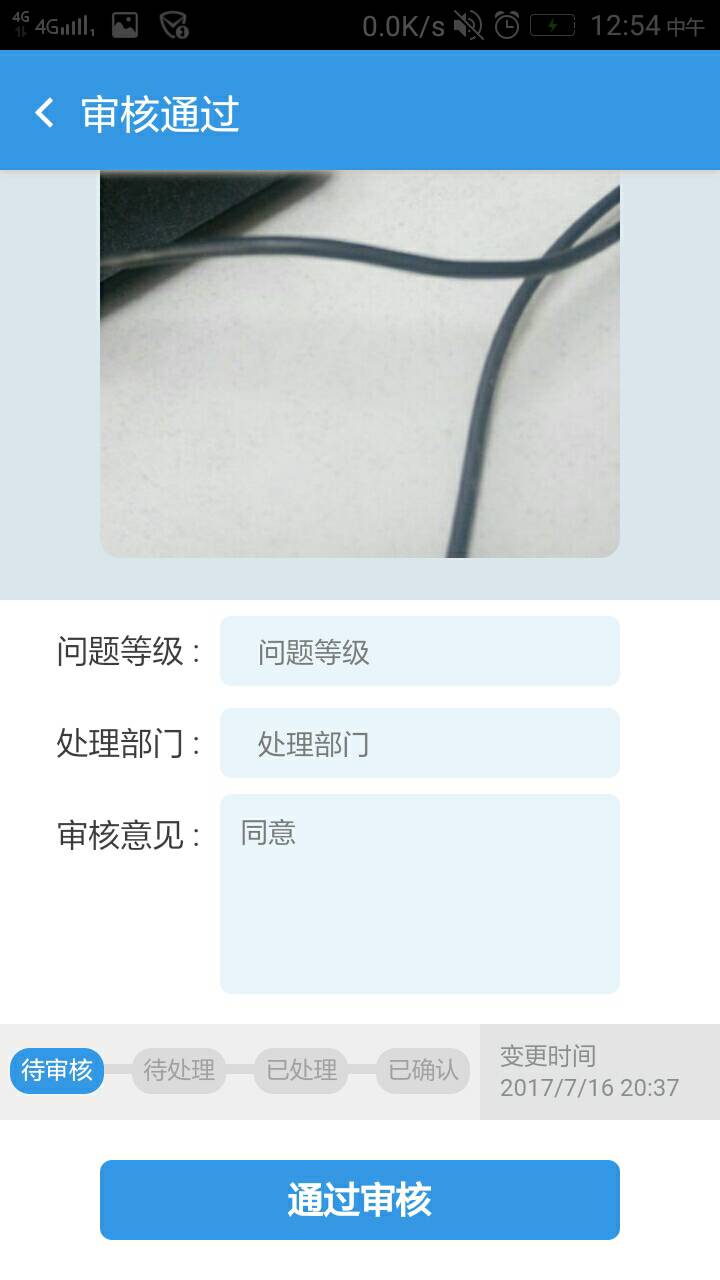 4G 4G 1 0.0K/s 12:54 中午
审核通过
问题等级 : 问题等级
处理部门 : 处理部门
审核意见 : 同意
待审核 待处理 已处理 已确认
变更时间
2017/7/16 20:37
通过审核